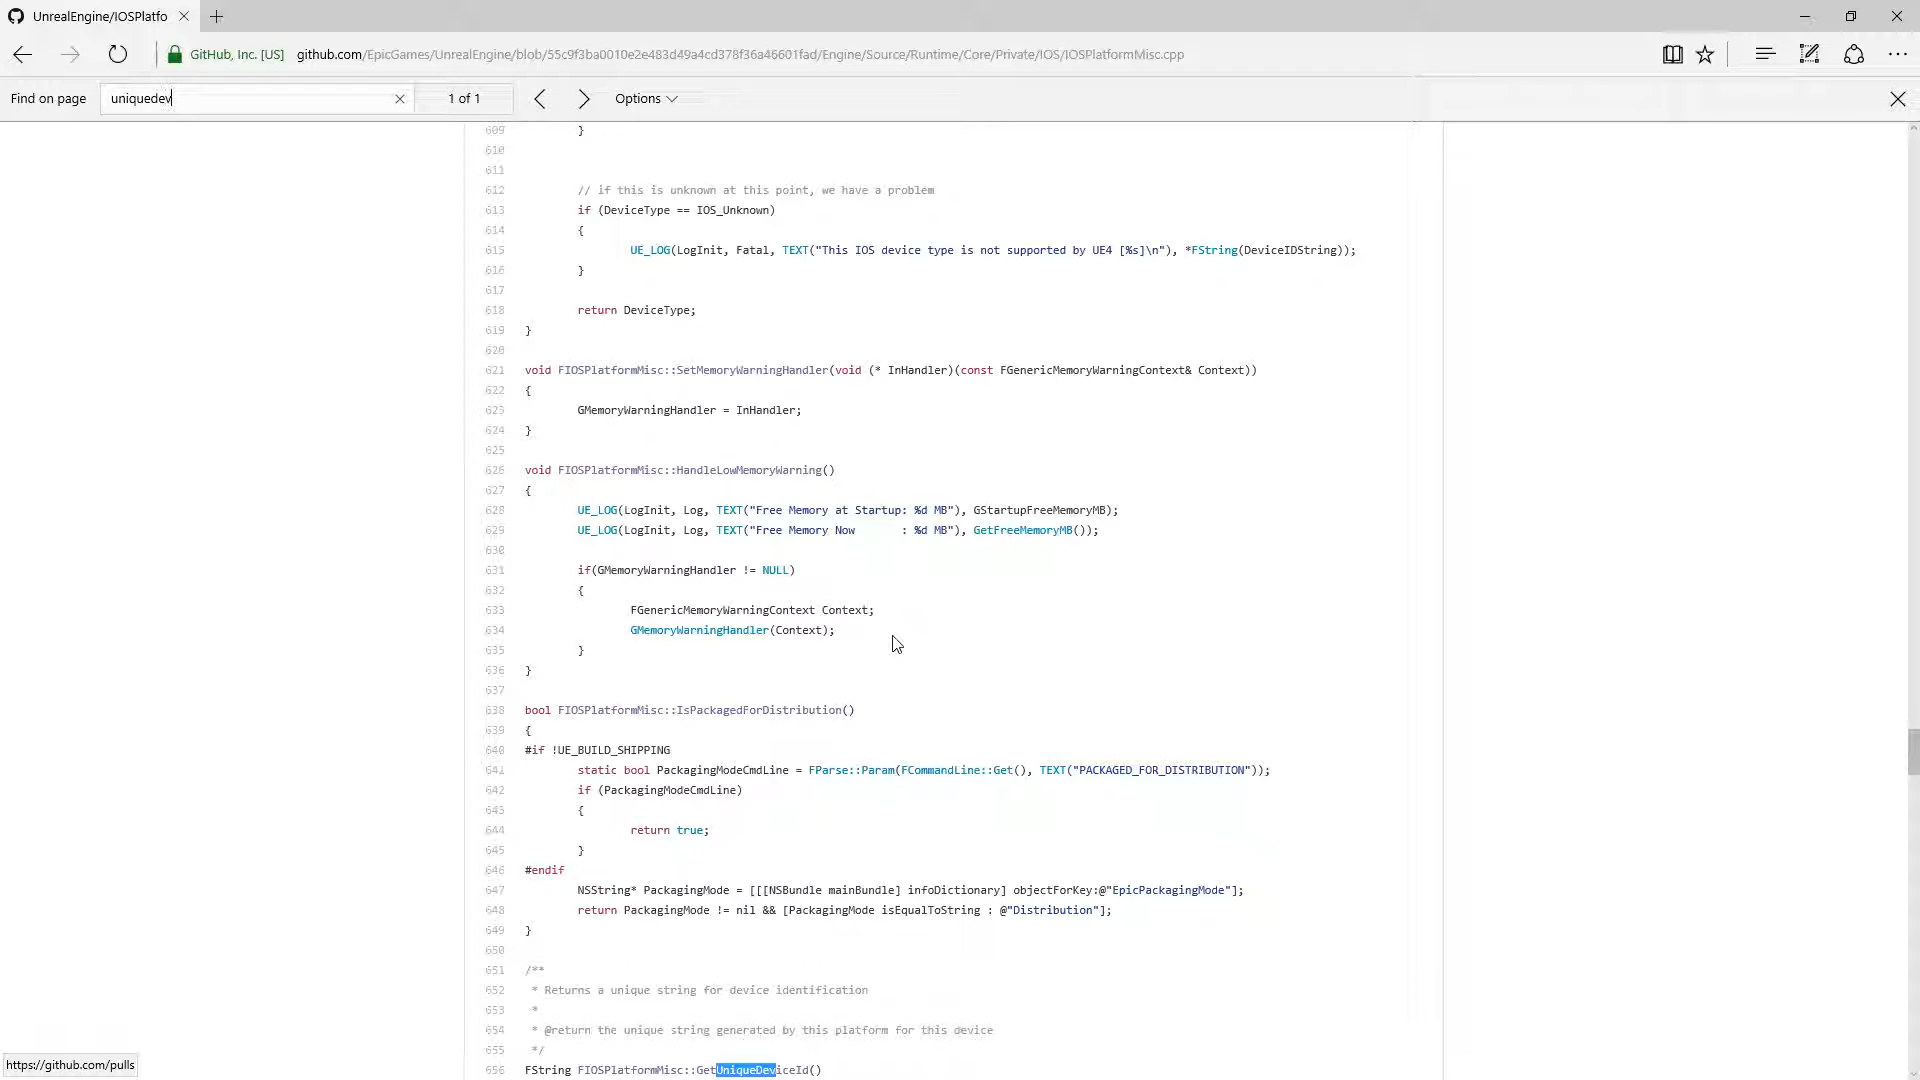 UnrealEngine/IOSPlatfo
GitHub, Inc. [US] github.com/EpicGames/UnrealEngine/blob/55c9f3ba0010e2e483d49a4cd378f36a46601fad/Engine/Source/Runtime/Core/Private/IOS/IOSPlatformMisc.cpp
Find on page uniquedev 1 of 1 Options
609 }
610
611
612 // if this is unknown at this point, we have a problem
613 if (DeviceType == IOS_Unknown)
614 {
615 UE_LOG(LogInit, Fatal, TEXT("This IOS device type is not supported by UE4 [%s]\n"), *FString(DeviceIDString));
616 }
617
618 return DeviceType;
619 }
620
621 void FIOSPlatformMisc::SetMemoryWarningHandler(void (* InHandler)(const FGenericMemoryWarningContext& Context))
622 {
623 GMemoryWarningHandler = InHandler;
624 }
625
626 void FIOSPlatformMisc::HandleLowMemoryWarning()
627 {
628 UE_LOG(LogInit, Log, TEXT("Free Memory at Startup: %d MB"), GStartupFreeMemoryMB);
629 UE_LOG(LogInit, Log, TEXT("Free Memory Now       : %d MB"), GetFreeMemoryMB());
630
631 if(GMemoryWarningHandler != NULL)
632 {
633 FGenericMemoryWarningContext Context;
634 GMemoryWarningHandler(Context);
635 }
636 }
637
638 bool FIOSPlatformMisc::IsPackagedForDistribution()
639 {
640 #if !UE_BUILD_SHIPPING
641 static bool PackagingModeCmdLine = FParse::Param(FCommandLine::Get(), TEXT("PACKAGED_FOR_DISTRIBUTION"));
642 if (PackagingModeCmdLine)
643 {
644 return true;
645 }
646 #endif
647 NSString* PackagingMode = [[[NSBundle mainBundle] infoDictionary] objectForKey:@"EpicPackagingMode"];
648 return PackagingMode != nil && [PackagingMode isEqualToString : @"Distribution"];
649 }
650
651 /**
652 * Returns a unique string for device identification
653 *
654 * @return the unique string generated by this platform for this device
655 */
656 FString FIOSPlatformMisc::GetUniqueDeviceId()
https://github.com/pulls